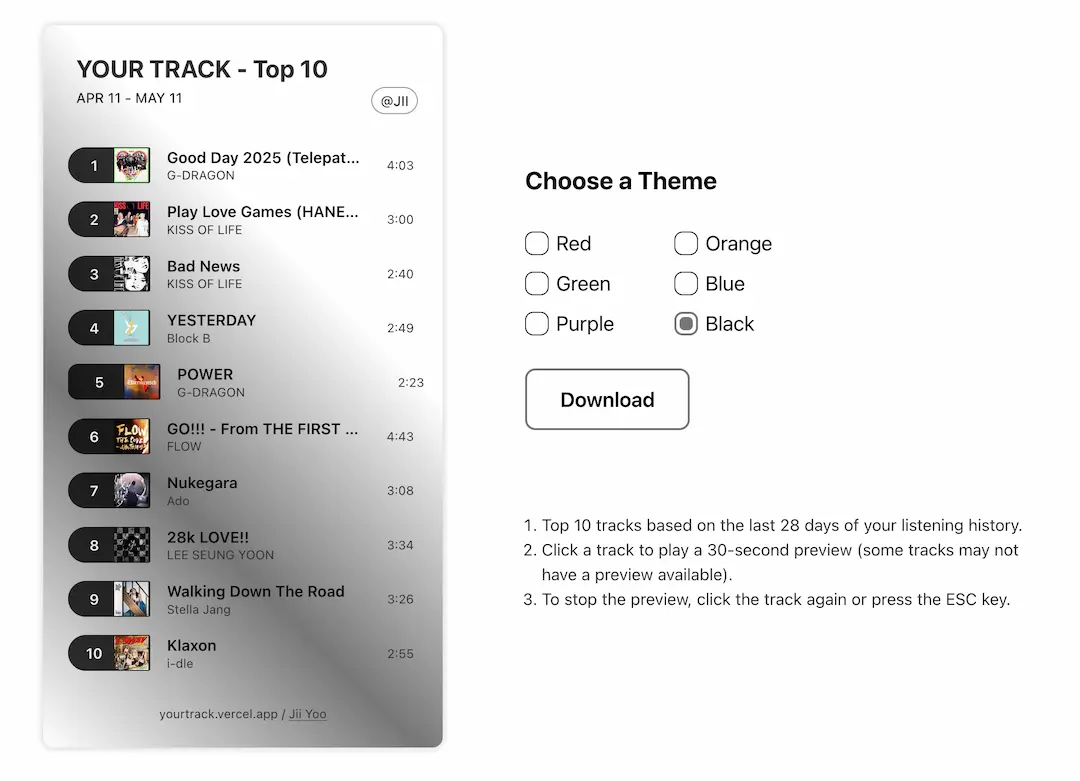 YOUR TRACK - Top 10
APR 11 - MAY 11
@JII
1
Good Day 2025 (Telepat...
4:03
G-DRAGON
2
Play Love Games (HANE...
3:00
KISS OF LIFE
3
Bad News
2:40
KISS OF LIFE
4
YESTERDAY
2:49
Block B
5
POWER
2:23
G-DRAGON
6
GO!!! - From THE FIRST ...
4:43
FLOW
7
Nukegara
3:08
Ado
8
28k LOVE!!
3:34
LEE SEUNG YOON
9
Walking Down The Road
3:26
Stella Jang
10
Klaxon
2:55
i-dle
yourtrack.vercel.app / Jii Yoo
Choose a Theme
Red
Orange
Green
Blue
Purple
Black
Download
1. Top 10 tracks based on the last 28 days of your listening history.
2. Click a track to play a 30-second preview (some tracks may not
have a preview available).
3. To stop the preview, click the track again or press the ESC key.